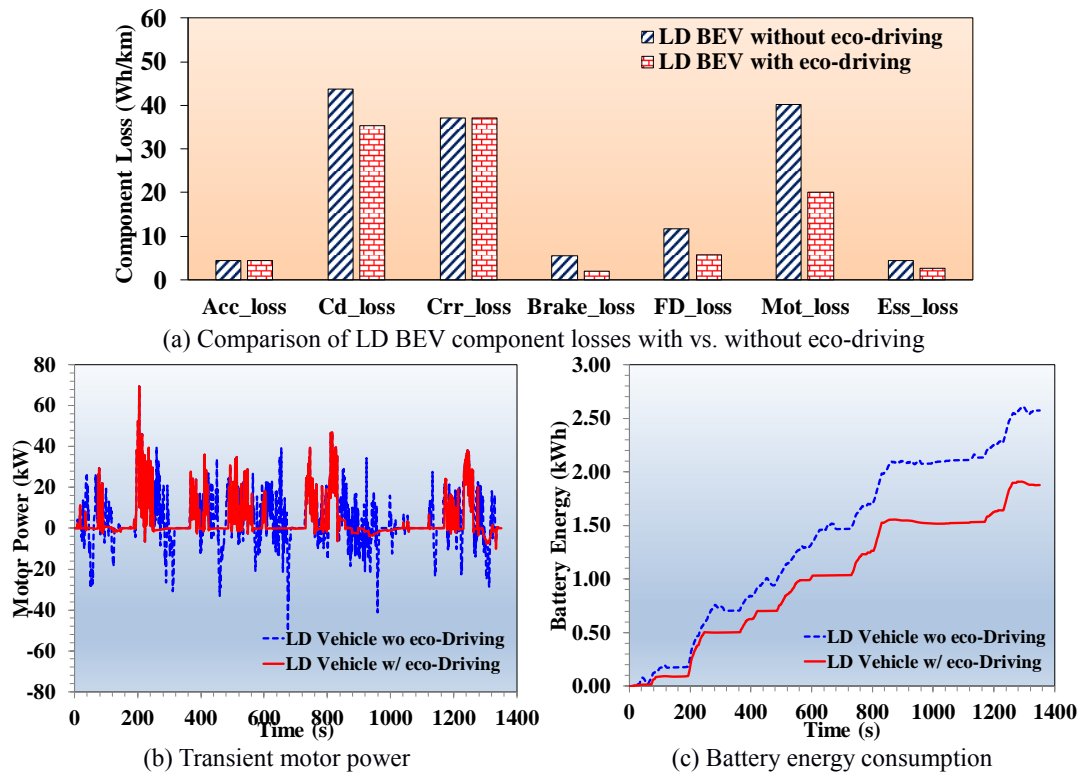 60
50
40
30
20
10
0
Component Loss (Wh/km)
LD BEV without eco-driving
LD BEV with eco-driving
Acc_loss Cd_loss Crr_loss Brake_loss FD_loss Mot_loss Ess_loss
(a) Comparison of LD BEV component losses with vs. without eco-driving
80
60
40
20
0
-20
-40
-60
-80
Motor Power (kW)
LD Vehicle wo eco-Driving
LD Vehicle w/ eco-Driving
0 200 400 600 800 1000 1200 1400
Time (s)
(b) Transient motor power
3.00
2.50
2.00
1.50
1.00
0.50
0.00
Battery Energy (kWh)
LD Vehicle wo eco-Driving
LD Vehicle w/ eco-Driving
0 200 400 600 800 1000 1200 1400
Time (s)
(c) Battery energy consumption